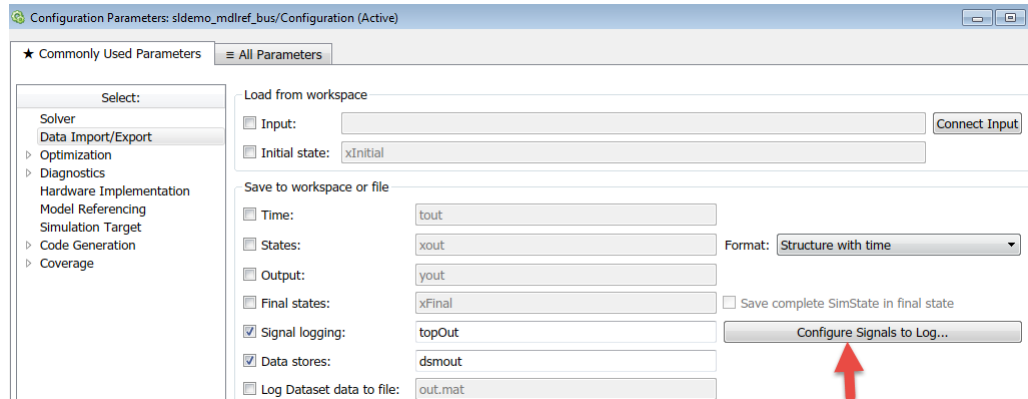 Configuration Parameters: sldemo_mdlref_bus/Configuration (Active)
★ Commonly Used Parameters ≡ All Parameters
Select:
Solver
Data Import/Export
Optimization
Diagnostics
Hardware Implementation
Model Referencing
Simulation Target
Code Generation
Coverage
Load from workspace
Input: Connect Input
Initial state: xInitial
Save to workspace or file
Time: tout
States: xout Format: Structure with time
Output: yout
Final states: xFinal Save complete SimState in final state
Signal logging: topOut Configure Signals to Log...
Data stores: dsmout
Log Dataset data to file: out.mat